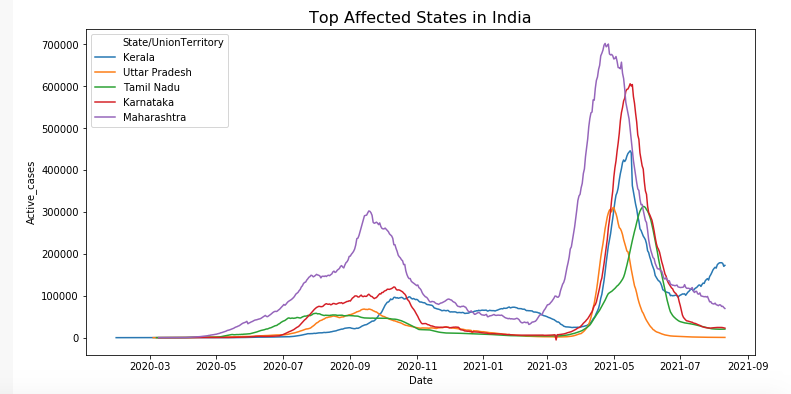 Top Affected States in India
State/UnionTerritory
Kerala
Uttar Pradesh
Tamil Nadu
Karnataka
Maharashtra
700000
600000
500000
400000
300000
200000
100000
0
Active_cases
2020-03 2020-05 2020-07 2020-09 2020-11 2021-01 2021-03 2021-05 2021-07 2021-09
Date